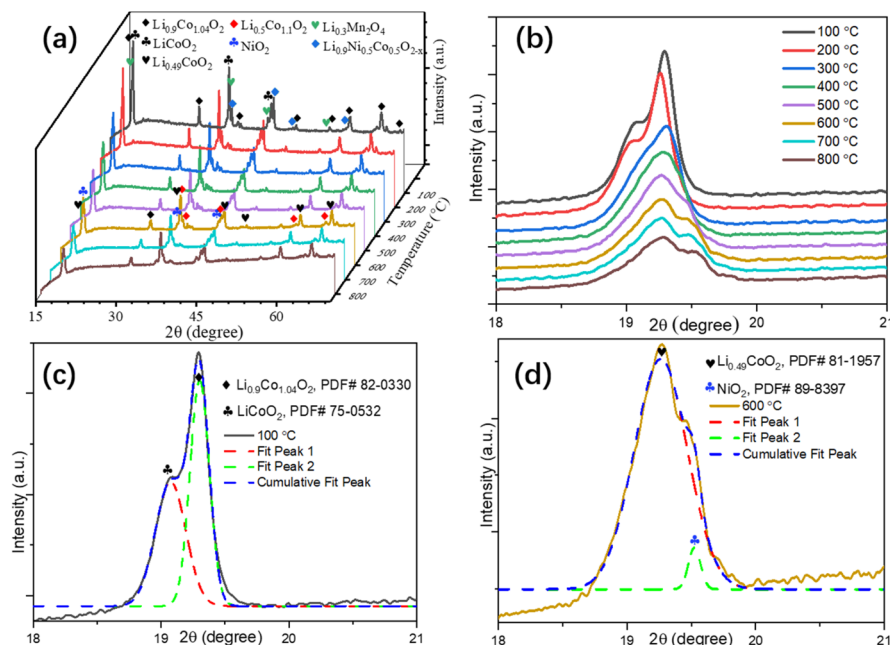 (a)
◆ Li0.9Co1.04O2 ◆ Li0.5Co1.1O2 ♥ Li0.3Mn2O4
♣ LiCoO2 ♣ NiO2 ◆ Li0.9Ni0.5Co0.5O2-x
♥ Li0.49CoO2
Intensity (a.u.)
100
200
300
400
500
600
700
800
Temperature (°C)
15 30 45 60
2θ (degree)
(b)
100 °C
200 °C
300 °C
400 °C
500 °C
600 °C
700 °C
800 °C
Intensity (a.u.)
18 19 20 21
2θ (degree)
(c)
◆ Li0.9Co1.04O2, PDF# 82-0330
♣ LiCoO2, PDF# 75-0532
100 °C
Fit Peak 1
Fit Peak 2
Cumulative Fit Peak
Intensity (a.u.)
18 19 20 21
2θ (degree)
(d)
♥ Li0.49CoO2, PDF# 81-1957
♣ NiO2, PDF# 89-8397
600 °C
Fit Peak 1
Fit Peak 2
Cumulative Fit Peak
Intensity (a.u.)
18 19 20 21
2θ (degree)